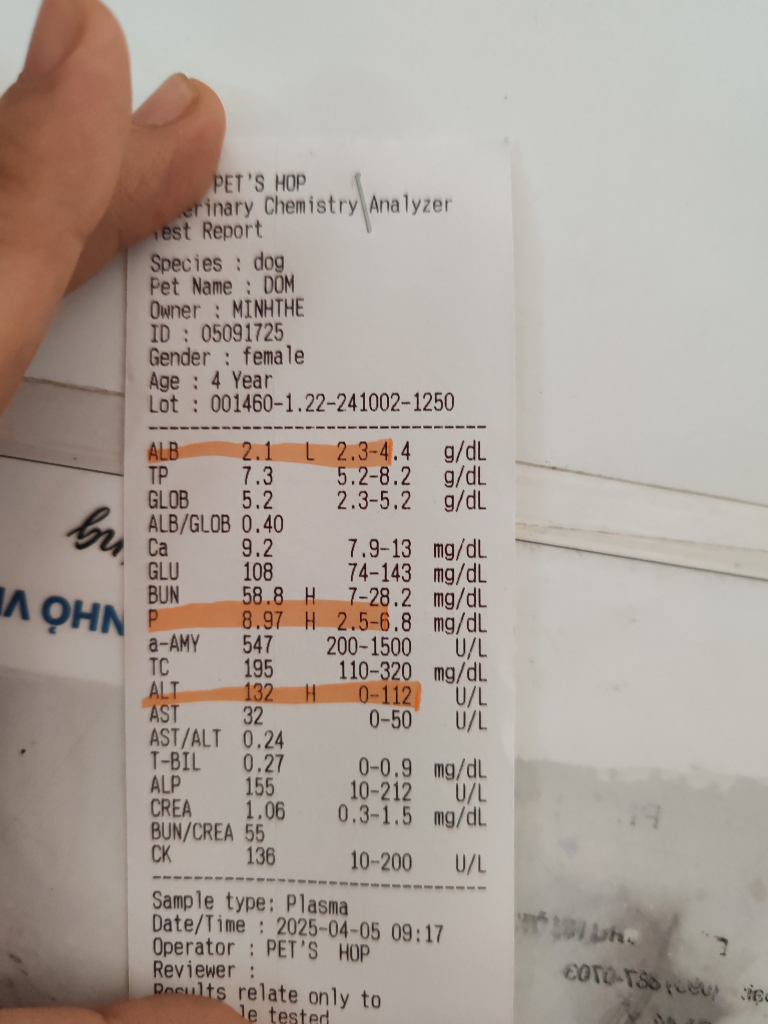 PET'S HOP
erinary Chemistry Analyzer
Test Report
Species : dog
Pet Name : DOM
Owner : MINHTHE
ID : 05091725
Gender : female
Age : 4 Year
Lot : 001460-1.22-241002-1250
ALB 2.1 L 2.3-4.4 g/dL
TP 7.3 5.2-8.2 g/dL
GLOB 5.2 2.3-5.2 g/dL
ALB/GLOB 0.40
Ca 9.2 7.9-13 mg/dL
GLU 108 74-143 mg/dL
BUN 58.8 H 7-28.2 mg/dL
P 8.97 H 2.5-6.8 mg/dL
a-AMY 547 200-1500 U/L
TC 195 110-320 mg/dL
ALT 132 H 0-112 U/L
AST 32 0-50 U/L
AST/ALT 0.24
T-BIL 0.27 0-0.9 mg/dL
ALP 155 10-212 U/L
CREA 1.06 0.3-1.5 mg/dL
BUN/CREA 55
CK 136 10-200 U/L
Sample type: Plasma
Date/Time : 2025-04-05 09:17
Operator : PET'S HOP
Reviewer :
Results relate only to
le tested